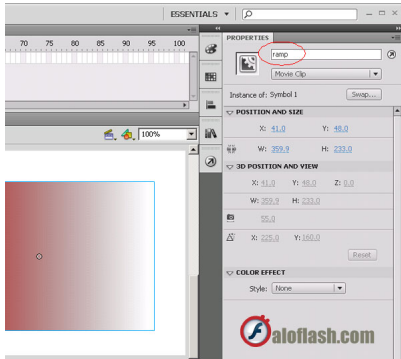 ESSENTIALS
70 75 80 85 90 95 100
PROPERTIES
ramp
Movie Clip
Instance of: Symbol 1 Swap...
POSITION AND SIZE
X: 41.0 Y: 48.0
W: 359.9 H: 233.0
100%
3D POSITION AND VIEW
X: 41.0 Y: 48.0 Z: 0.0
W: 359.9 H: 233.0
55.0
X: 225.0 Y: 160.0
Reset
COLOR EFFECT
Style: None
aloflash.com